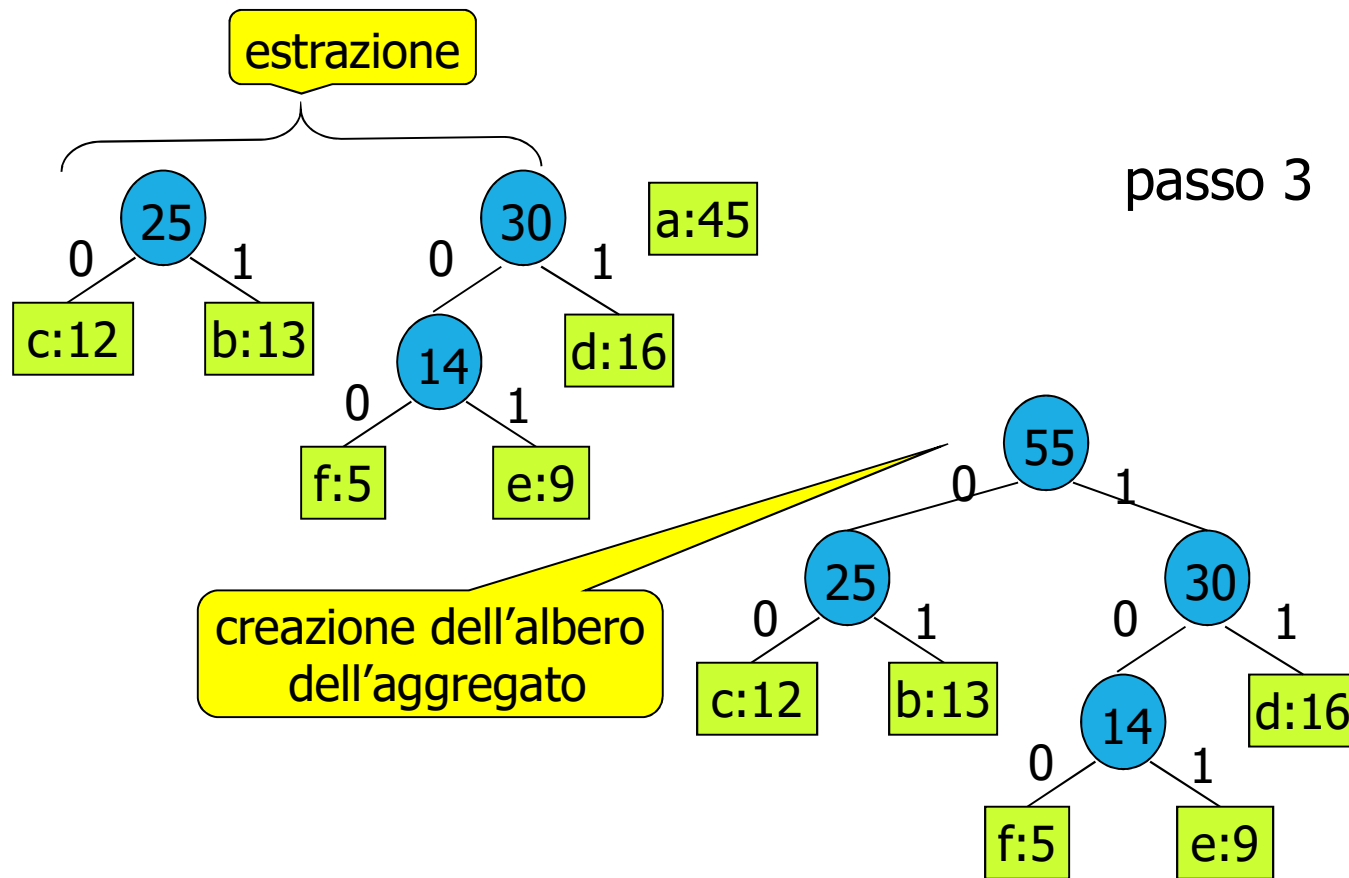 estrazione
passo 3
25
30
a:45
0
1
0
1
c:12
b:13
14
d:16
0
1
f:5
e:9
55
0
1
creazione dell’albero
dell’aggregato
25
30
0
1
0
1
c:12
b:13
14
d:16
0
1
f:5
e:9